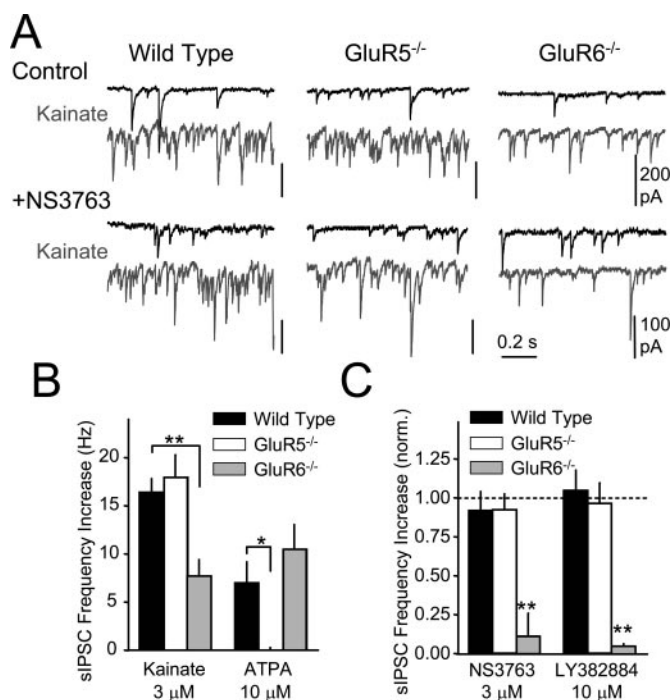 A
Wild Type GluR5-/- GluR6-/-
Control
Kainate
200
pA
+NS3763
Kainate
0.2 s
100
pA
B
sIPSC Frequency Increase (Hz)
20
15
10
5
0
Wild Type
GluR5-/-
GluR6-/-
**
*
Kainate ATPA
3 µM 10 µM
C
sIPSC Frequency Increase (norm.)
1.25
1.00
0.75
0.50
0.25
0.00
Wild Type
GluR5-/-
GluR6-/-
**
**
NS3763 LY382884
3 µM 10 µM